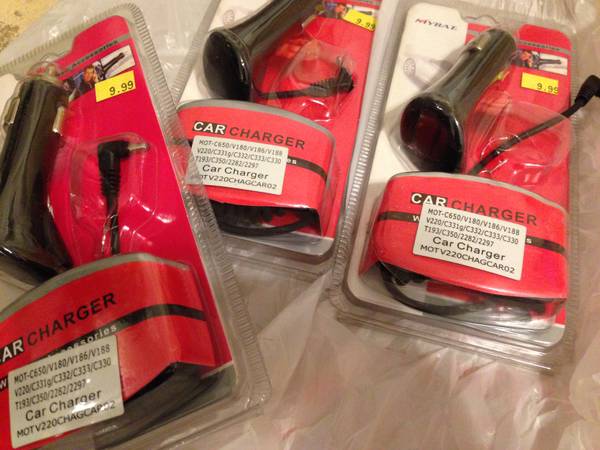 9.99
CAR CHARGER
MOT-C650/V180/V186/V188
V220/C331g/C332/C333/C330
T193/C350/2282/2297
Car Charger
MOTV220CHAGCAR02
9.99
CAR CHARGER
MOT-C650/V180/V186/V188
V220/C331g/C332/C333/C330
T193/C350/2282/2297
Car Charger
MOTV220CHAGCAR02
MYBAT
Accessories
9.99
CAR CHARGER
MOT-C650/V180/V186/V188
V220/C331g/C332/C333/C330
T193/C350/2282/2297
Car Charger
MOTV220CHAGCAR02